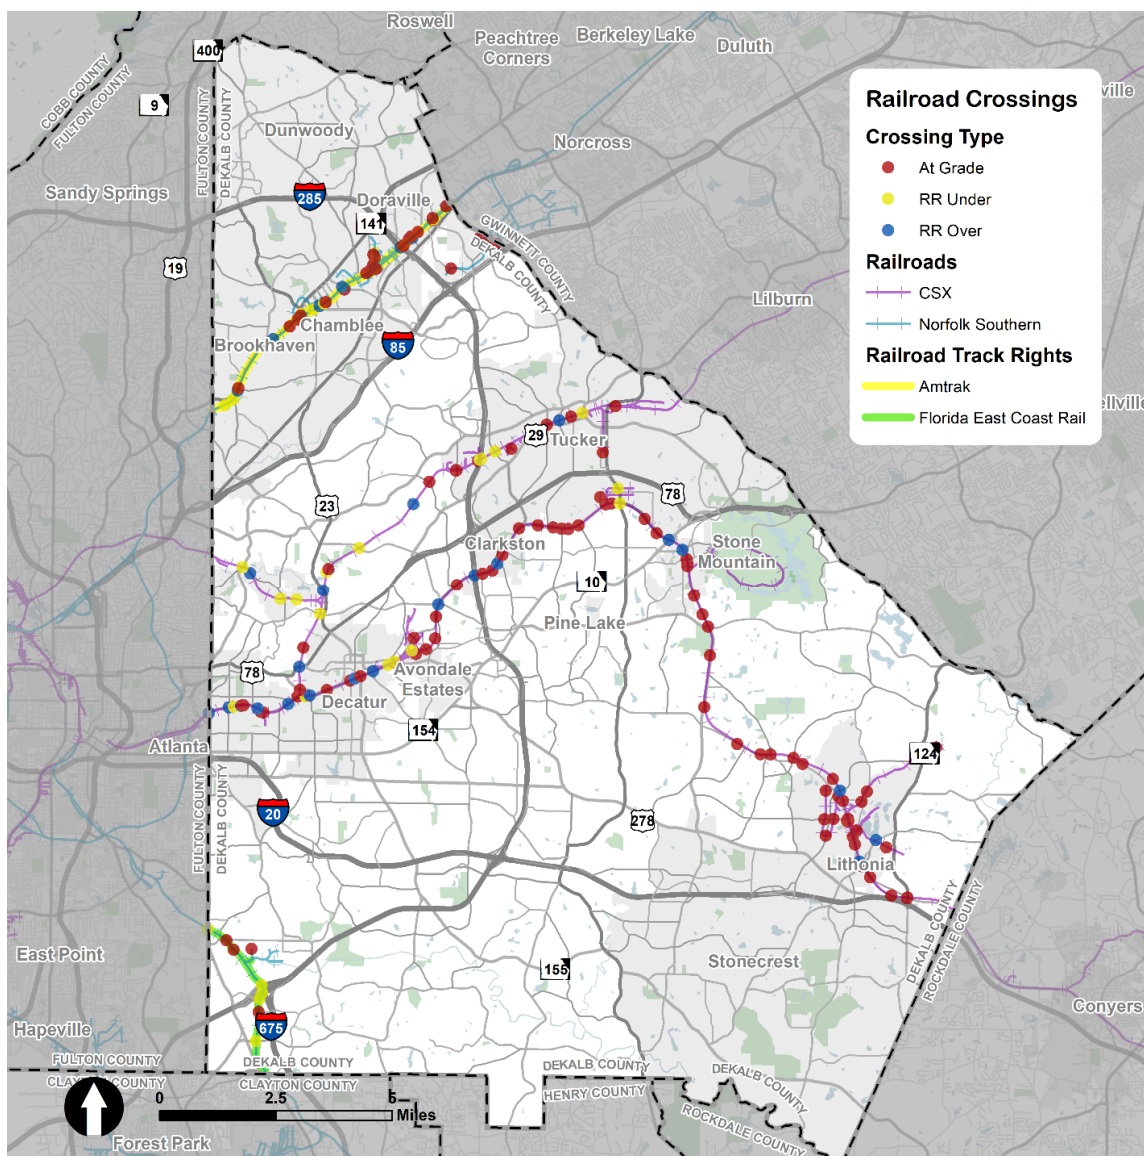 Roswell
Peachtree
Corners
Berkeley Lake
Duluth
400
9
COBB COUNTY
FULTON COUNTY
FULTON COUNTY
DEKALB COUNTY
Dunwoody
Norcross
Sandy Springs
285
Doraville
141
GWINNETT COUNTY
DEKALB COUNTY
19
Lilburn
Chamblee
Brookhaven
85
Railroad Crossings
Crossing Type
At Grade
RR Under
RR Over
Railroads
CSX
Norfolk Southern
Railroad Track Rights
Amtrak
Florida East Coast Rail
ville
ellville
29
Tucker
78
23
Clarkston
Stone
Mountain
10
Pine Lake
78
Avondale
Estates
Decatur
154
Atlanta
124
FULTON COUNTY
DEKALB COUNTY
20
278
Lithonia
DEKALB COUNTY
ROCKDALE COUNTY
East Point
Stonecrest
155
Conyers
Hapeville
675
FULTON COUNTY
CLAYTON COUNTY
DEKALB COUNTY
CLAYTON COUNTY
DEKALB COUNTY
HENRY COUNTY
DEKALB COUNTY
ROCKDALE COUNTY
0
2.5
5
Miles
Forest Park